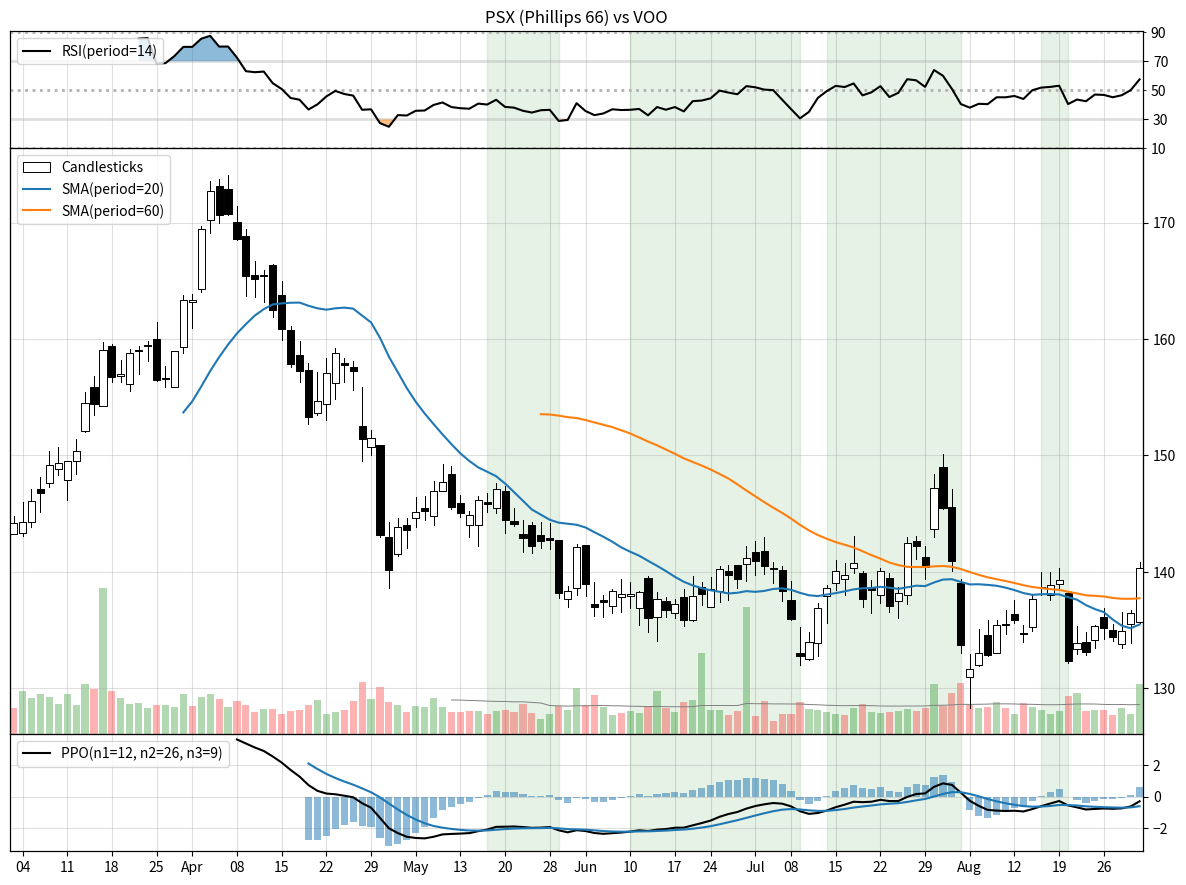 PSX (Phillips 66) vs VOO
RSI(period=14)
90
70
50
30
10
Candlesticks
SMA(period=20)
SMA(period=60)
170
160
150
140
130
PPO(n1=12, n2=26, n3=9)
2
0
−2
04 11 18 25 Apr 08 15 22 29 May 13 20 28 Jun 10 17 24 Jul 08 15 22 29 Aug 12 19 26